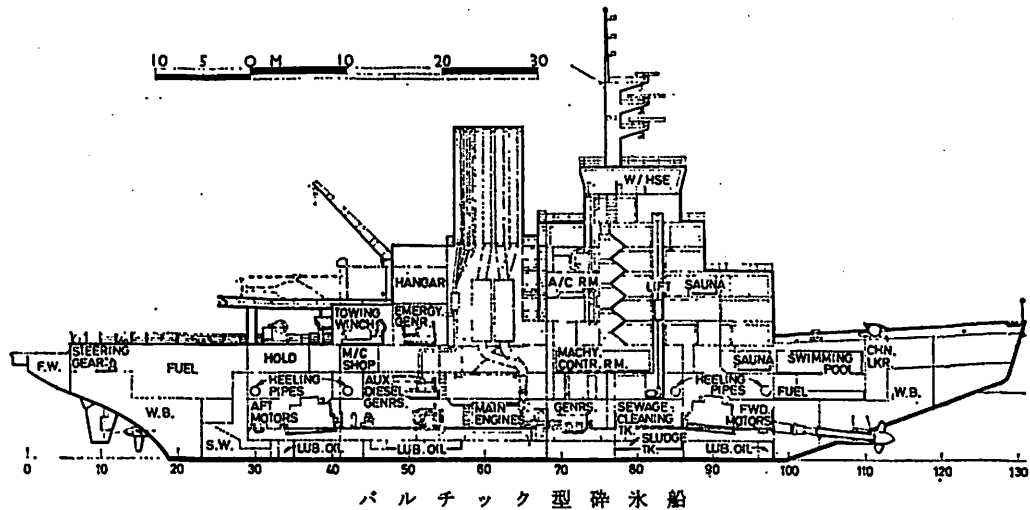 10 5 0 M 10 20 30
W/HSE
HANGAR
A/C RM.
LIFT
SAUNA
TOWING
WINCH
EMERGY.
GENR.
F.W.
STEERING
GEAR
FUEL
HOLD
M/C
SHOP
MACHY.
CONTR. RM.
SAUNA
SWIMMING
POOL
CHN.
LKR.
HEELING
PIPES
AUX.
DIESEL
GENRS.
HEELING
PIPES
FUEL
W.B.
W.B.
AFT
MOTORS
MAIN
ENGINES
GENRS.
SEWAGE
CLEANING
TK
FWD.
MOTORS
S.W.
LUB. OIL
LUB. OIL
SLUDGE
TK.
LUB. OIL
0 10 20 30 40 50 60 70 80 90 100 110 120 130
バルチック型砕氷船